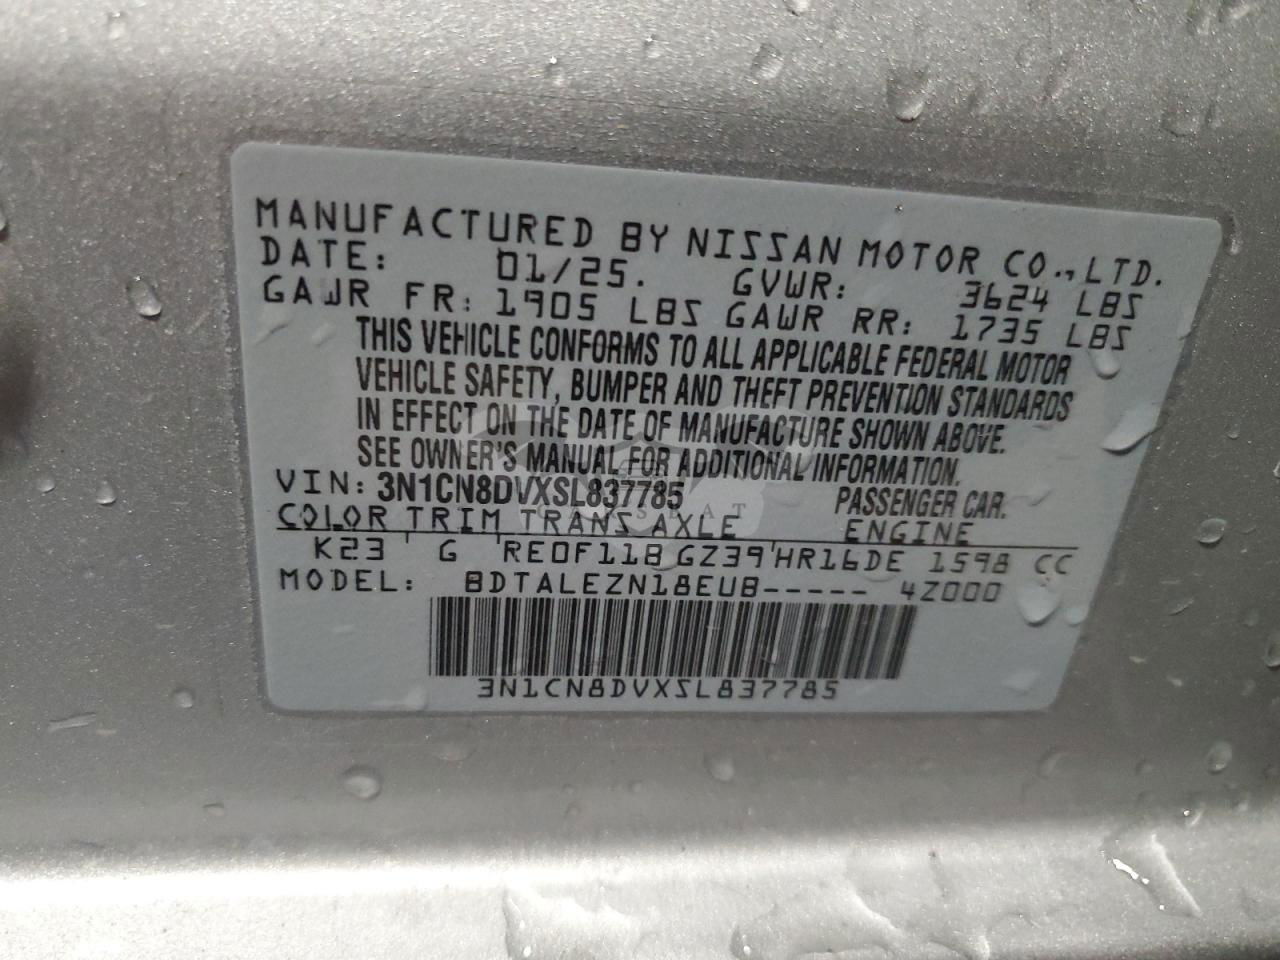 MANUFACTURED BY NISSAN MOTOR CO., LTD.
DATE: 01/25. GVWR: 3624 LBS
GAWR FR: 1905 LBS GAWR RR: 1735 LBS
THIS VEHICLE CONFORMS TO ALL APPLICABLE FEDERAL MOTOR
VEHICLE SAFETY, BUMPER AND THEFT PREVENTION STANDARDS
IN EFFECT ON THE DATE OF MANUFACTURE SHOWN ABOVE.
SEE OWNER'S MANUAL FOR ADDITIONAL INFORMATION.
VIN: 3N1CN8DVXSL837785 PASSENGER CAR.
COLOR TRIM TRANS AXLE ENGINE
K23 ' G ' RE0F11B GZ39 ' HR16DE 1598 CC
MODEL: BDTALEZN18EUB----- 4Z000
3N1CN8DVXSL837785